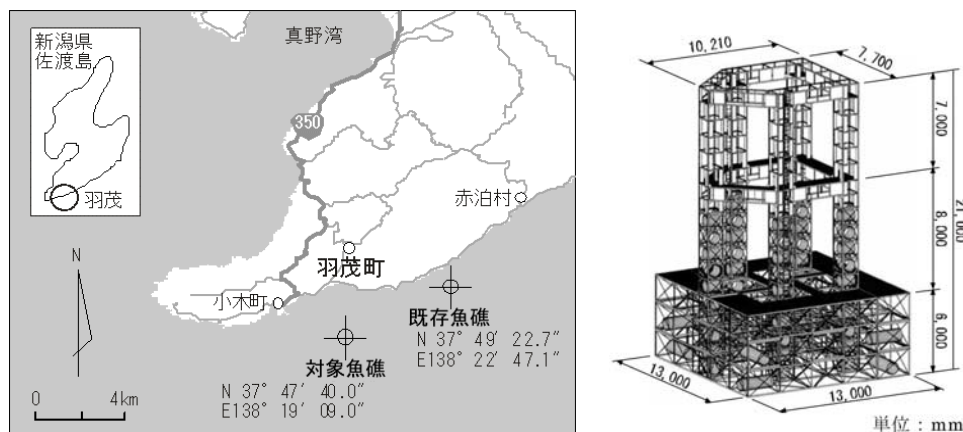 新潟県
佐渡島
羽茂
真野湾
350
赤泊村
N
羽茂町
小木町
既存魚礁
N 37° 49′ 22.7″
E138° 22′ 47.1″
対象魚礁
N 37° 47′ 40.0″
E138° 19′ 09.0″
0 4km
10,210
7,700
7,000
8,000
21,000
6,000
13,000
13,000
単位：mm